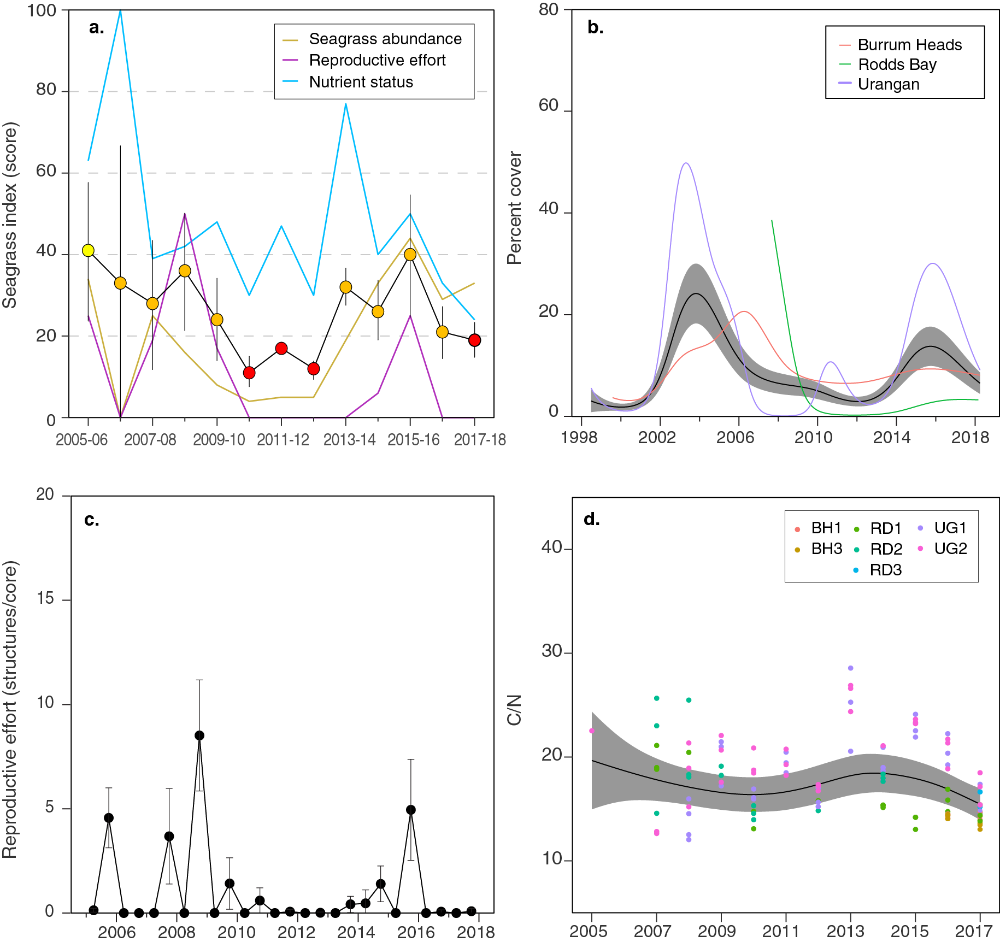 a.
Seagrass abundance
Reproductive effort
Nutrient status
Seagrass index (score)
100
80
60
40
20
0
2005-06 2007-08 2009-10 2011-12 2013-14 2015-16 2017-18
b.
Burrum Heads
Rodds Bay
Urangan
Percent cover
80
60
40
20
0
1998 2002 2006 2010 2014 2018
c.
Reproductive effort (structures/core)
20
15
10
5
0
2006 2008 2010 2012 2014 2016 2018
d.
BH1 RD1 UG1
BH3 RD2 UG2
RD3
C/N
40
30
20
10
2005 2007 2009 2011 2013 2015 2017